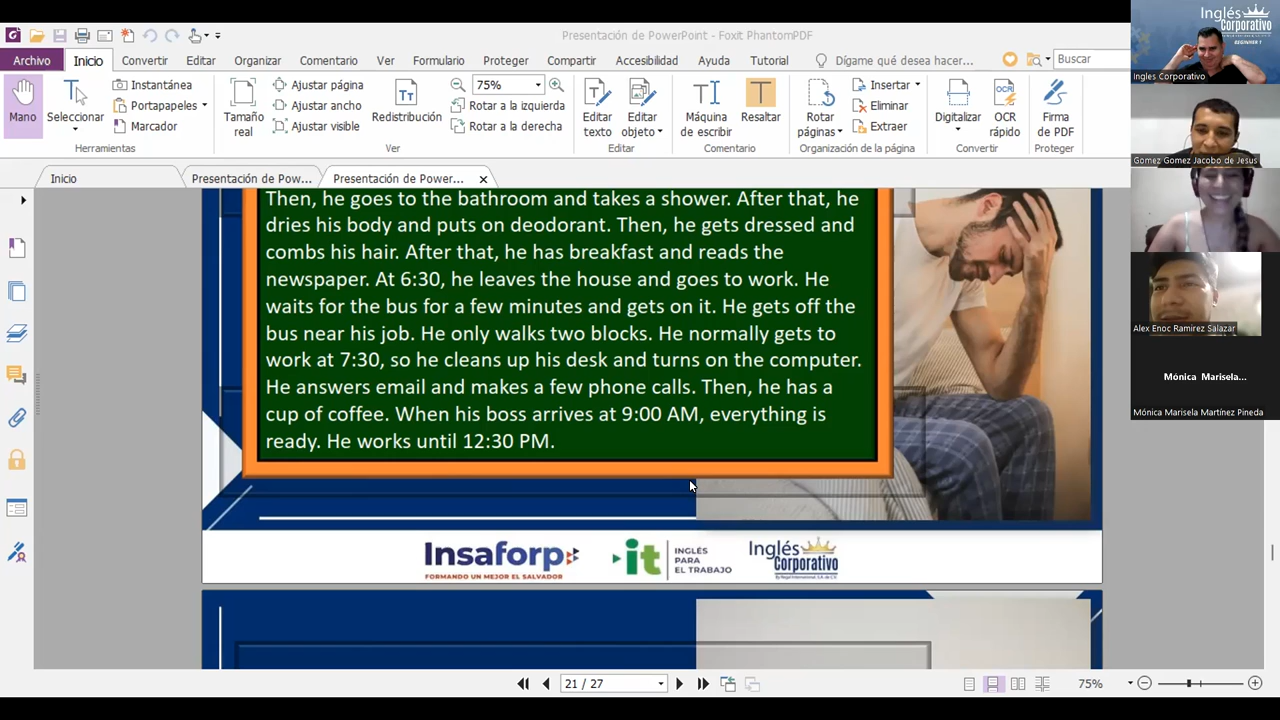 Presentación de PowerPoint - Foxit PhantomPDF
Archivo Inicio Convertir Editar Organizar Comentario Ver Formulario Proteger Compartir Accesibilidad Ayuda Tutorial Dígame qué desea hacer... Buscar
Mano
Seleccionar
Instantánea
Portapapeles
Marcador
Herramientas
Tamaño real
Ajustar página
Ajustar ancho
Ajustar visible
Redistribución
75%
Rotar a la izquierda
Rotar a la derecha
Ver
Editar texto
Editar objeto
Editar
Máquina de escribir
Resaltar
Comentario
Rotar páginas
Insertar
Eliminar
Extraer
Organización de la página
Digitalizar
OCR rápido
Convertir
Firma de PDF
Proteger
Inicio
Presentación de Pow...
Presentación de Power...
Then, he goes to the bathroom and takes a shower. After that, he
dries his body and puts on deodorant. Then, he gets dressed and
combs his hair. After that, he has breakfast and reads the
newspaper. At 6:30, he leaves the house and goes to work. He
waits for the bus for a few minutes and gets on it. He gets off the
bus near his job. He only walks two blocks. He normally gets to
work at 7:30, so he cleans up his desk and turns on the computer.
He answers email and makes a few phone calls. Then, he has a
cup of coffee. When his boss arrives at 9:00 AM, everything is
ready. He works until 12:30 PM.
Insaforp
FORMANDO UN MEJOR EL SALVADOR
it
INGLÉS
PARA
EL TRABAJO
Inglés
Corporativo
21 / 27
75%
Inglés
Corporativo
BEGINNER 1
Ingles Corporativo
Gomez Gomez Jacobo de Jesus
Alex Enoc Ramirez Salazar
Mónica Marisela...
Mónica Marisela Martínez Pineda